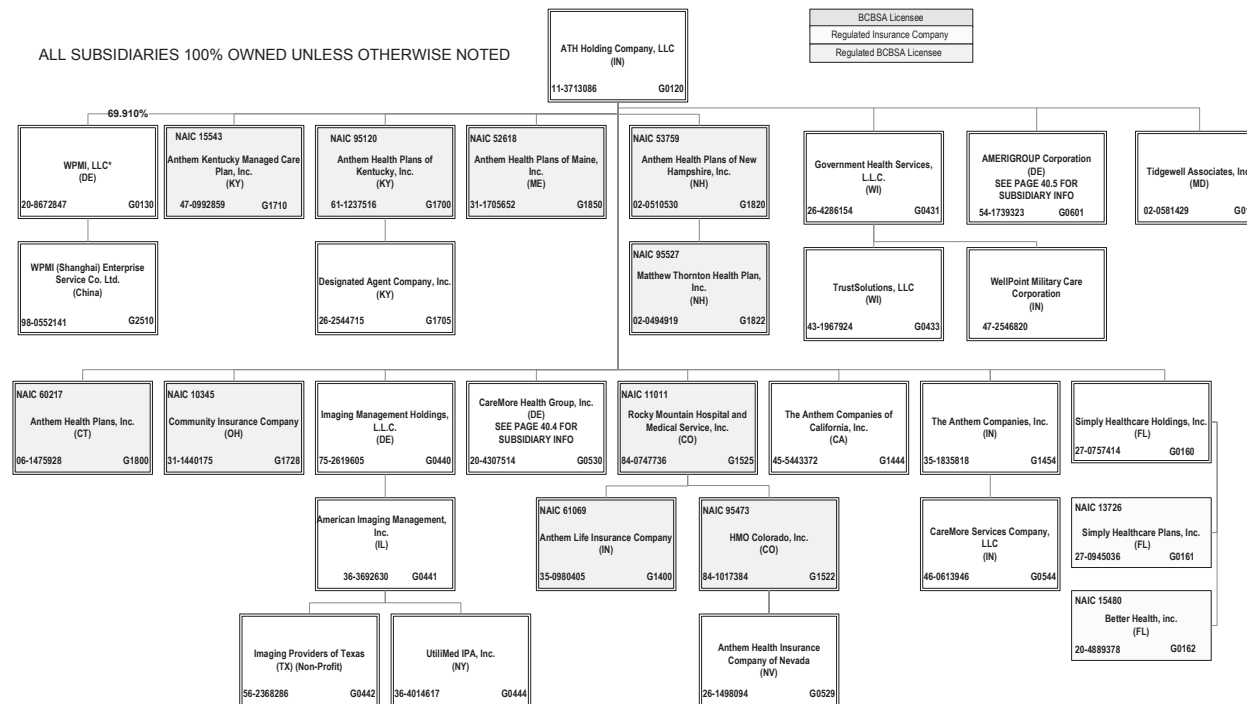 ATH Holding Company, LLC
(IN)
11-3713086 G0120
BCBSA Licensee
Regulated Insurance Company
Regulated BCBSA Licensee
ALL SUBSIDIARIES 100% OWNED UNLESS OTHERWISE NOTED
69.910%
WPMI, LLC*
(DE)
20-8672847 G0130
NAIC 15543
Anthem Kentucky Managed Care
Plan, Inc.
(KY)
47-0992859 G1710
NAIC 95120
Anthem Health Plans of
Kentucky, Inc.
(KY)
61-1237516 G1700
NAIC 52618
Anthem Health Plans of Maine,
Inc.
(ME)
31-1705652 G1850
NAIC 53759
Anthem Health Plans of New
Hampshire, Inc.
(NH)
02-0510530 G1820
Government Health Services,
L.L.C.
(WI)
26-4286154 G0431
AMERIGROUP Corporation
(DE)
SEE PAGE 40.5 FOR
SUBSIDIARY INFO
54-1739323 G0601
Tidgewell Associates, Inc
(MD)
02-0581429
WPMI (Shanghai) Enterprise
Service Co. Ltd.
(China)
98-0552141 G2510
Designated Agent Company, Inc.
(KY)
26-2544715 G1705
NAIC 95527
Matthew Thornton Health Plan,
Inc.
(NH)
02-0494919 G1822
TrustSolutions, LLC
(WI)
43-1967924 G0433
WellPoint Military Care
Corporation
(IN)
47-2546820
NAIC 60217
Anthem Health Plans, Inc.
(CT)
06-1475928 G1800
NAIC 10345
Community Insurance Company
(OH)
31-1440175 G1728
Imaging Management Holdings,
L.L.C.
(DE)
75-2619605 G0440
CareMore Health Group, Inc.
(DE)
SEE PAGE 40.4 FOR
SUBSIDIARY INFO
20-4307514 G0530
NAIC 11011
Rocky Mountain Hospital and
Medical Service, Inc.
(CO)
84-0747736 G1525
The Anthem Companies of
California, Inc.
(CA)
45-5443372 G1444
The Anthem Companies, Inc.
(IN)
35-1835818 G1454
Simply Healthcare Holdings, Inc.
(FL)
27-0757414 G0160
American Imaging Management,
Inc.
(IL)
36-3692630 G0441
NAIC 61069
Anthem Life Insurance Company
(IN)
35-0980405 G1400
NAIC 95473
HMO Colorado, Inc.
(CO)
84-1017384 G1522
CareMore Services Company,
LLC
(IN)
46-0613946 G0544
NAIC 13726
Simply Healthcare Plans, Inc.
(FL)
27-0945036 G0161
NAIC 15480
Better Health, inc.
(FL)
20-4889378 G0162
Imaging Providers of Texas
(TX) (Non-Profit)
56-2368286 G0442
UtiliMed IPA, Inc.
(NY)
36-4014617 G0444
Anthem Health Insurance
Company of Nevada
(NV)
26-1498094 G0529